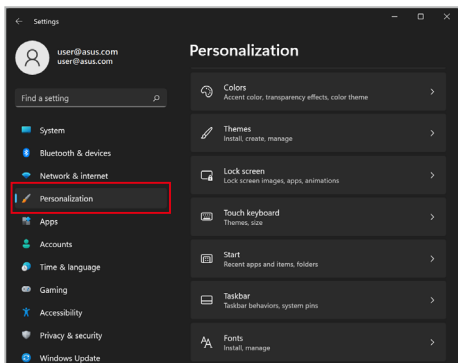 Settings
user@asus.com
user@asus.com
Find a setting
System
Bluetooth & devices
Network & internet
Personalization
Apps
Accounts
Time & language
Gaming
Accessibility
Privacy & security
Windows Update
Personalization
Colors
Accent color, transparency effects, color theme
Themes
Install, create, manage
Lock screen
Lock screen images, apps, animations
Touch keyboard
Themes, size
Start
Recent apps and items, folders
Taskbar
Taskbar behaviors, system pins
Fonts
Install, manage